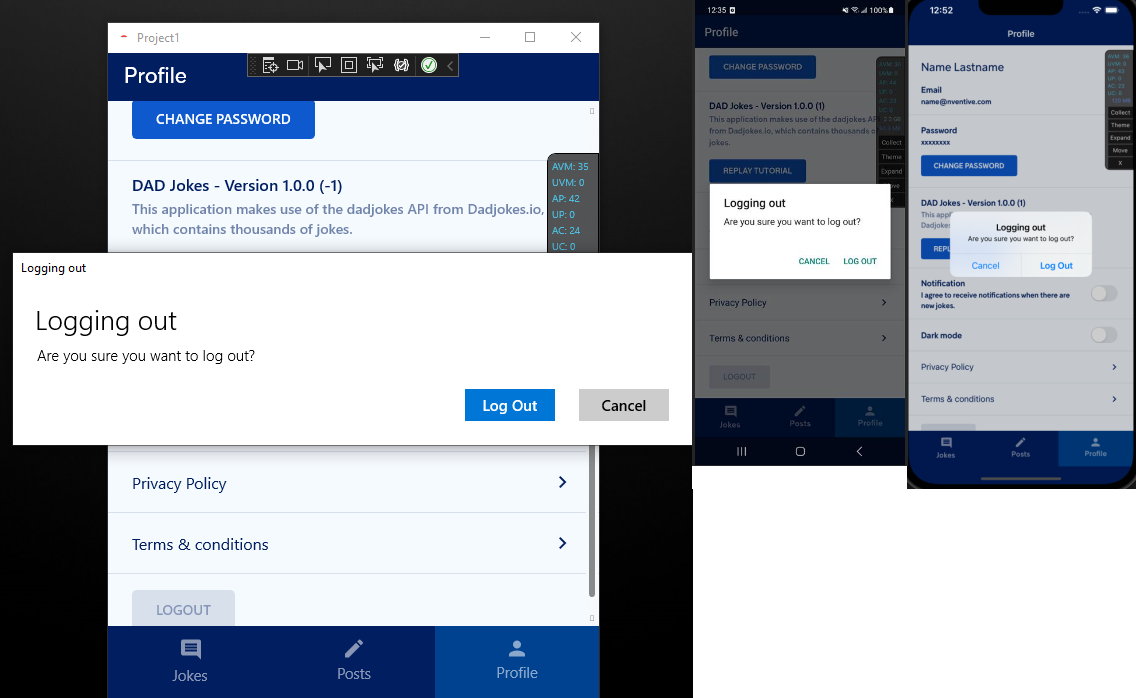 Project1
Profile
CHANGE PASSWORD
DAD Jokes - Version 1.0.0 (-1)
This application makes use of the dadjokes API from Dadjokes.io,
which contains thousands of jokes.
AVM: 35
UVM: 0
AP: 42
UP: 0
AC: 24
UC: 0
Logging out
Logging out
Are you sure you want to log out?
Log Out
Cancel
Privacy Policy
Terms & conditions
LOGOUT
Jokes
Posts
Profile
12:35
100%
Profile
CHANGE PASSWORD
DAD Jokes - Version 1.0.0 (1)
This application makes use of the dadjokes API
from Dadjokes.io, which contains thousands of
jokes.
REPLAY TUTORIAL
Collect
Theme
Expand
Logging out
Are you sure you want to log out?
CANCEL
LOG OUT
Privacy Policy
Terms & conditions
LOGOUT
Jokes
Posts
Profile
12:52
Profile
Name Lastname
Email
name@nventive.com
Password
xxxxxxxx
CHANGE PASSWORD
Collect
Theme
Expand
Move
X
DAD Jokes - Version 1.0.0 (1)
This
Dadjokes
Logging out
Are you sure you want to log out?
Cancel
Log Out
Notification
I agree to receive notifications when there are
new jokes.
Dark mode
Privacy Policy
Terms & conditions
Jokes
Posts
Profile